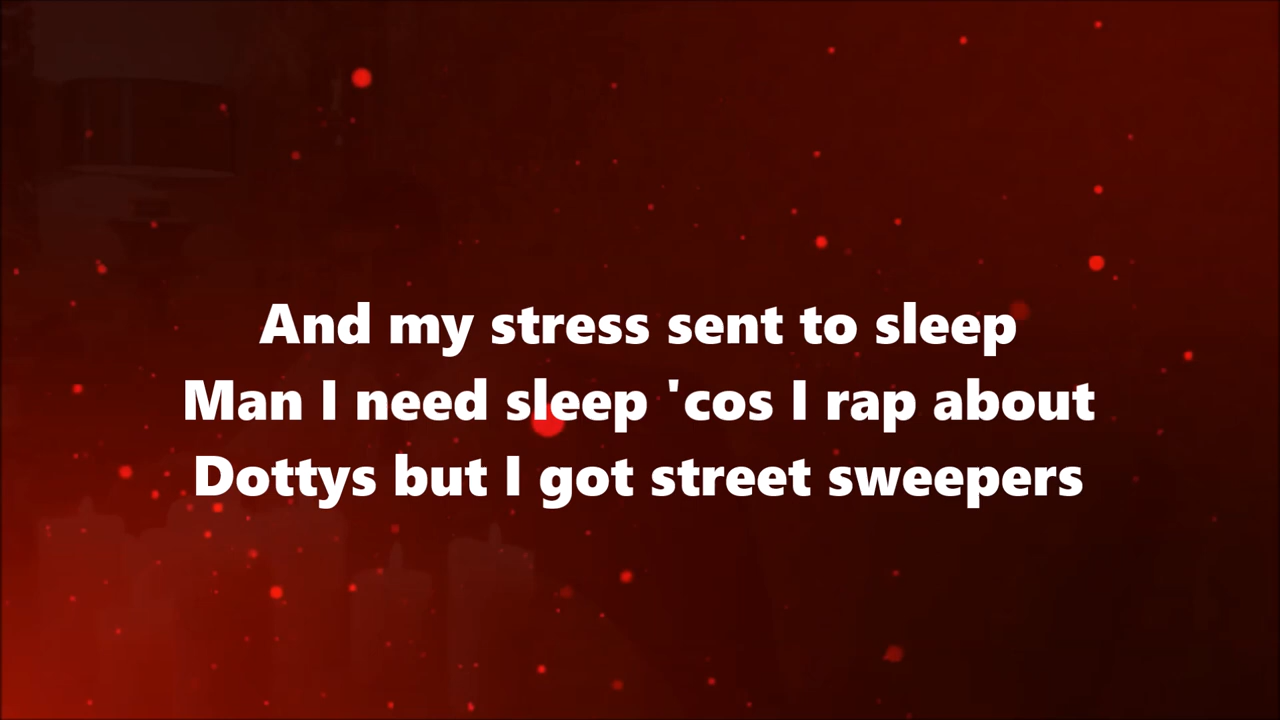 And my stress sent to sleep
Man I need sleep 'cos I rap about
Dottys but I got street sweepers